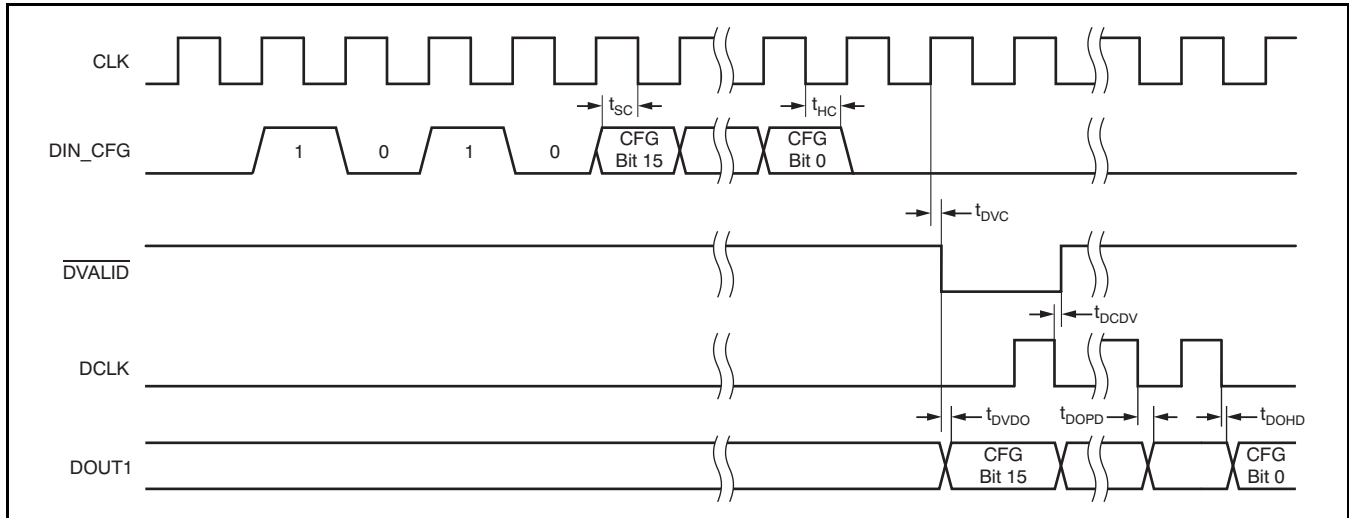 CLK
tSC
tHC
DIN_CFG
1
0
1
0
CFG
Bit 15
CFG
Bit 0
tDVC
DVALID
tDCDV
DCLK
tDVDO
tDOPD
tDOHD
DOUT1
CFG
Bit 15
CFG
Bit 0